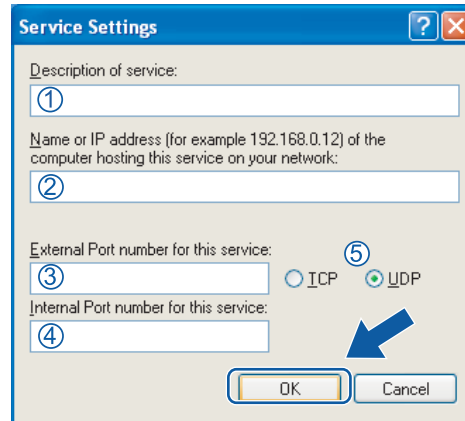 Service Settings
Description of service:
①
Name or IP address (for example 192.168.0.12) of the
computer hosting this service on your network:
②
External Port number for this service:
⑤
③
TCP
UDP
Internal Port number for this service:
④
OK
Cancel